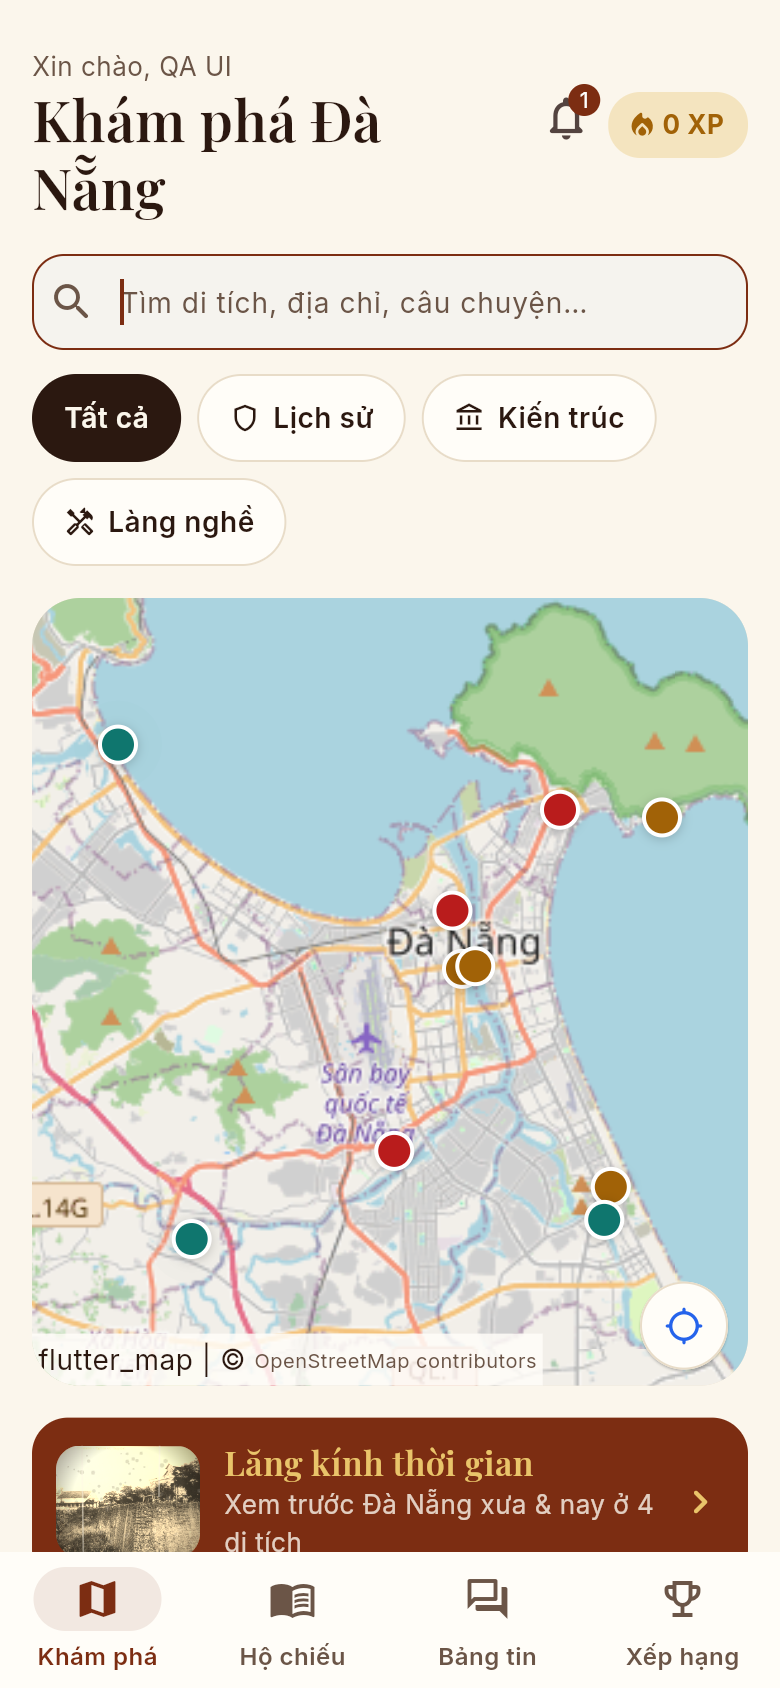 Xin chào, QA UI
Khám phá Đà
Nẵng
1
0 XP
Tìm di tích, địa chỉ, câu chuyện...
Tất cả
Lịch sử
Kiến trúc
Làng nghề
Đà Nẵng
Sân bay
quốc tế
Đà Nẵng
14G
flutter_map | © OpenStreetMap contributors
Lăng kính thời gian
Xem trước Đà Nẵng xưa & nay ở 4
di tích
Khám phá
Hộ chiếu
Bảng tin
Xếp hạng